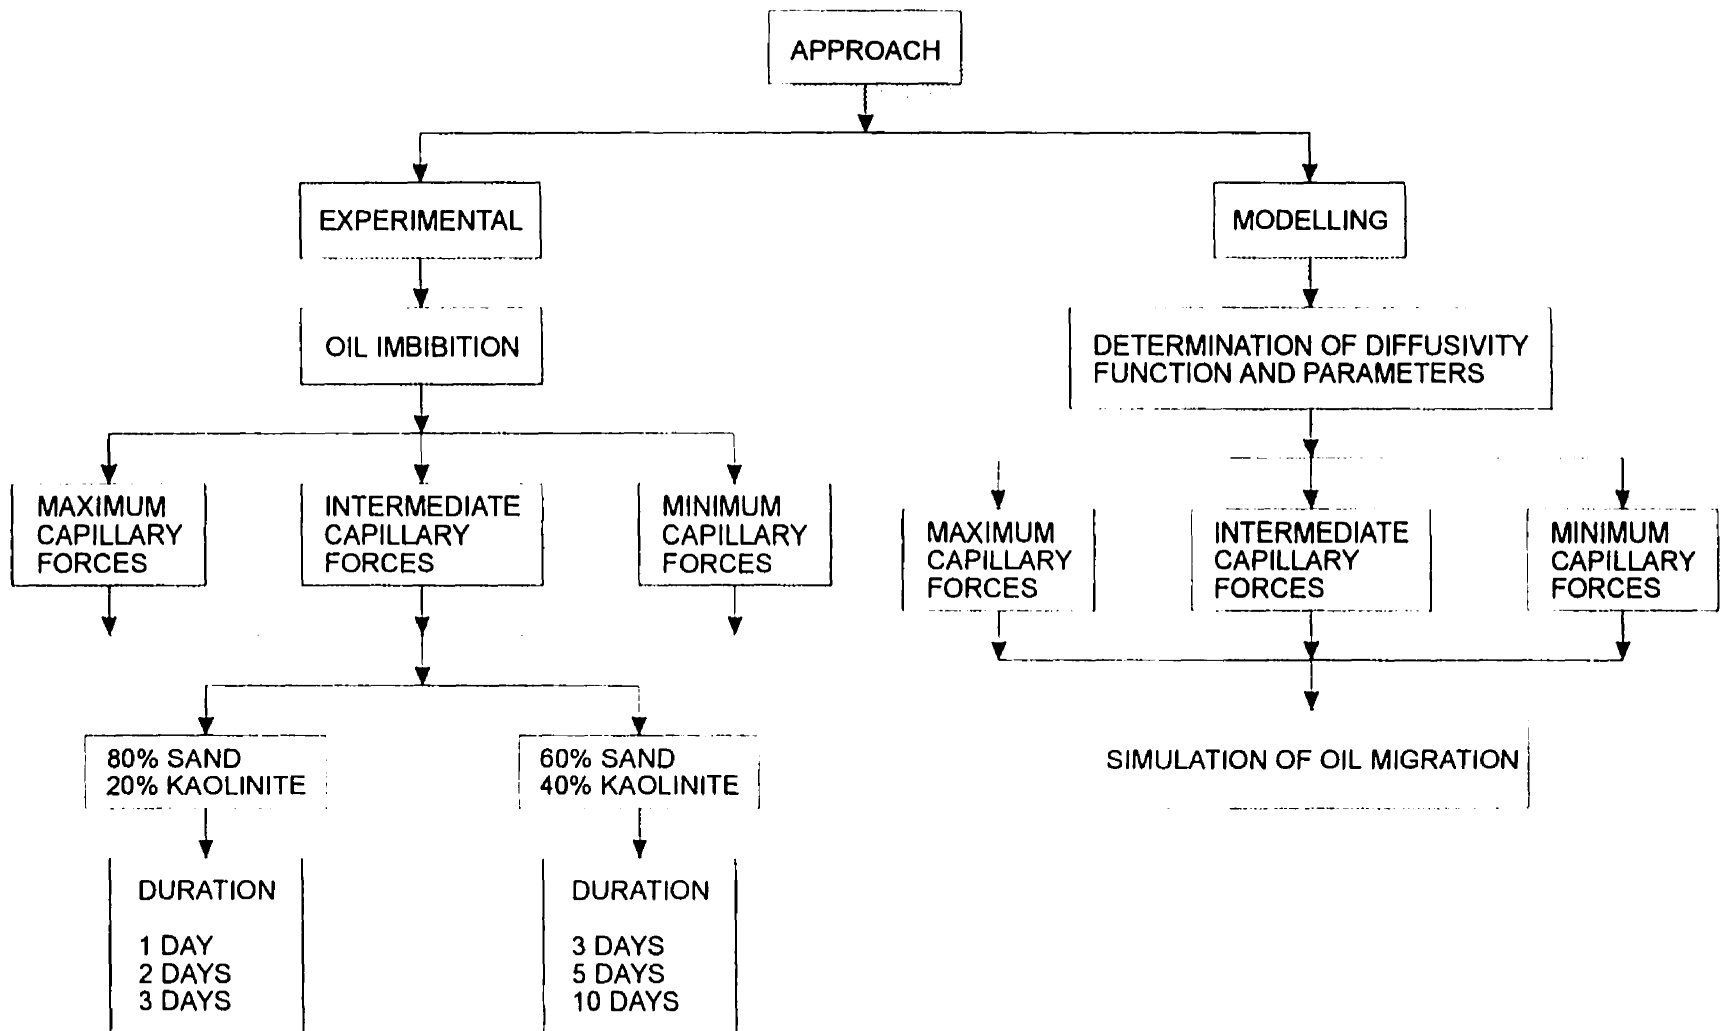 APPROACH
EXPERIMENTAL
MODELLING
OIL IMBIBITION
DETERMINATION OF DIFFUSIVITY
FUNCTION AND PARAMETERS
MAXIMUM
CAPILLARY
FORCES
INTERMEDIATE
CAPILLARY
FORCES
MINIMUM
CAPILLARY
FORCES
MAXIMUM
CAPILLARY
FORCES
INTERMEDIATE
CAPILLARY
FORCES
MINIMUM
CAPILLARY
FORCES
80% SAND
20% KAOLINITE
60% SAND
40% KAOLINITE
SIMULATION OF OIL MIGRATION
DURATION
1 DAY
2 DAYS
3 DAYS
DURATION
3 DAYS
5 DAYS
10 DAYS